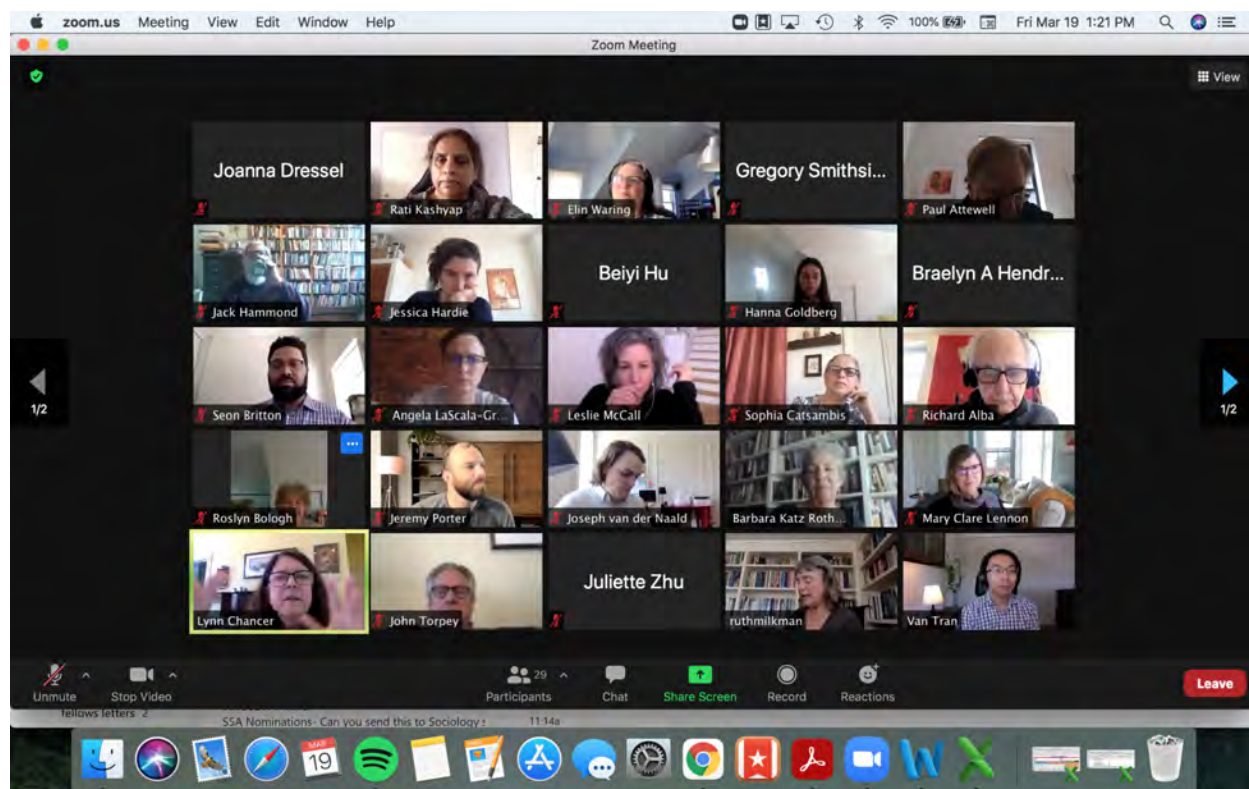 zoom.us Meeting View Edit Window Help 100% Fri Mar 19 1:21 PM
Zoom Meeting
View
Joanna Dressel
Rati Kashyap
Elin Waring
Gregory Smithsi...
Paul Attewell
Jack Hammond
Jessica Hardie
Beiyi Hu
Hanna Goldberg
Braelyn A Hendr...
Seon Britton
Angela LaScala-Gr...
Leslie McCall
Sophia Catsambis
Richard Alba
1/2
1/2
Roslyn Bologh
Jeremy Porter
Joseph van der Naald
Barbara Katz Roth...
Mary Clare Lennon
Lynn Chancer
John Torpey
Juliette Zhu
ruthmilkman
Van Tran
Unmute Stop Video Participants 29 Chat Share Screen Record Reactions Leave
fellows letters 2
SSA Nominations- Can you send this to Sociology 11:14a
MAR
19